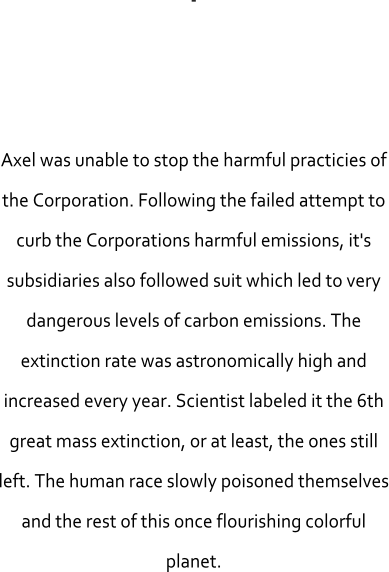 Axel was unable to stop the harmful practicies of
the Corporation. Following the failed attempt to
curb the Corporations harmful emissions, it's
subsidiaries also followed suit which led to very
dangerous levels of carbon emissions. The
extinction rate was astronomically high and
increased every year. Scientist labeled it the 6th
great mass extinction, or at least, the ones still
left. The human race slowly poisoned themselves
and the rest of this once flourishing colorful
planet.